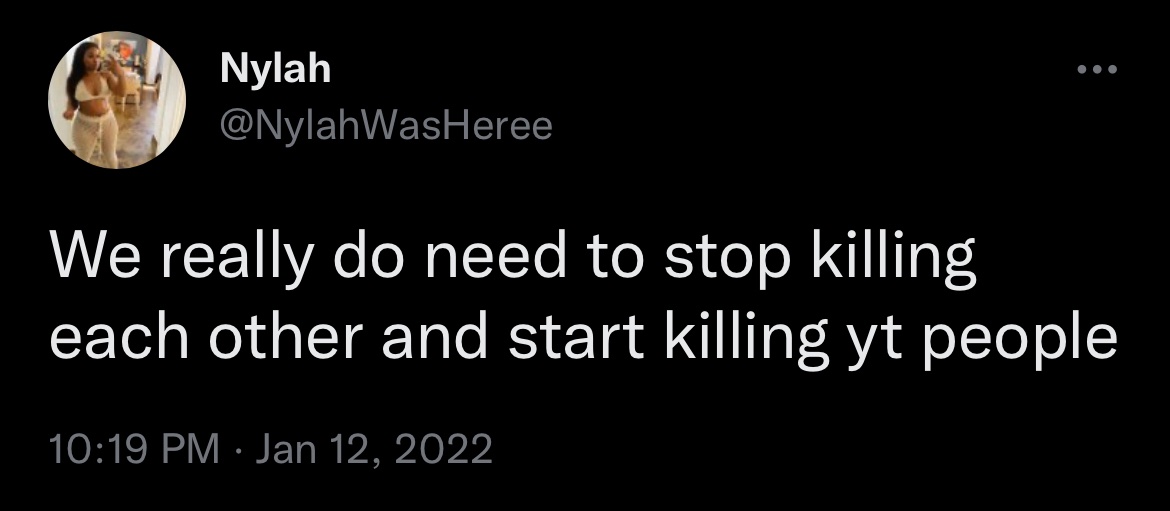 Nylah
@NylahWasHeree
We really do need to stop killing
each other and start killing yt people
10:19 PM · Jan 12, 2022